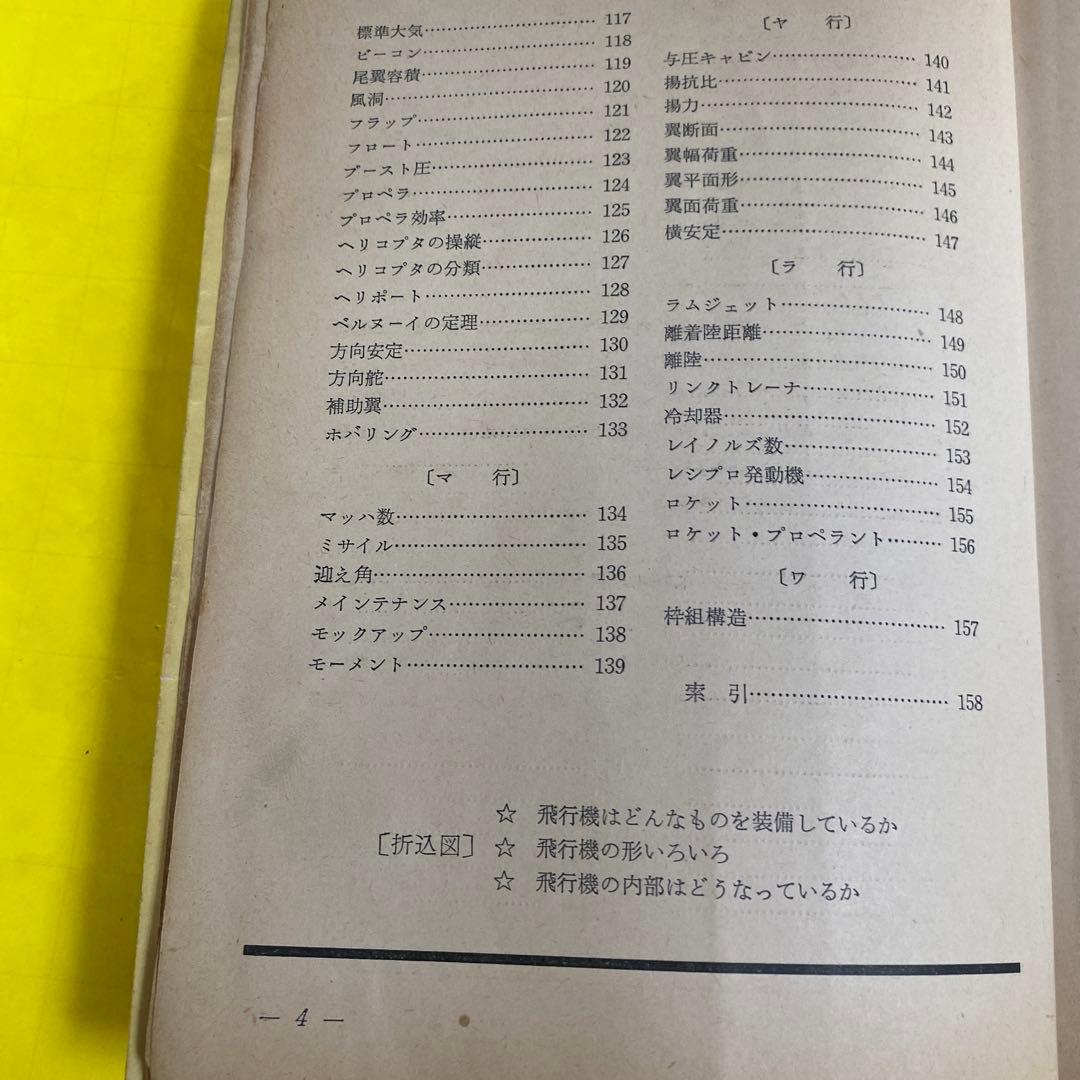 標準大気 117
ビーコン 118
尾翼容積 119
風洞 120
フラップ 121
フロート 122
ブースト圧 123
プロペラ 124
プロペラ効率 125
ヘリコプタの操縦 126
ヘリコプタの分類 127
ヘリポート 128
ベルヌーイの定理 129
方向安定 130
方向舵 131
補助翼 132
ホバリング 133
〔マ 行〕
マッハ数 134
ミサイル 135
迎え角 136
メインテナンス 137
モックアップ 138
モーメント 139
〔ヤ 行〕
与圧キャビン 140
揚抗比 141
揚力 142
翼断面 143
翼幅荷重 144
翼平面形 145
翼面荷重 146
横安定 147
〔ラ 行〕
ラムジェット 148
離着陸距離 149
離陸 150
リンクトレーナ 151
冷却器 152
レイノルズ数 153
レシプロ発動機 154
ロケット 155
ロケット・プロペラント 156
〔ワ 行〕
枠組構造 157
索 引 158
［折込図］
☆ 飛行機はどんなものを装備しているか
☆ 飛行機の形いろいろ
☆ 飛行機の内部はどうなっているか
— 4 —